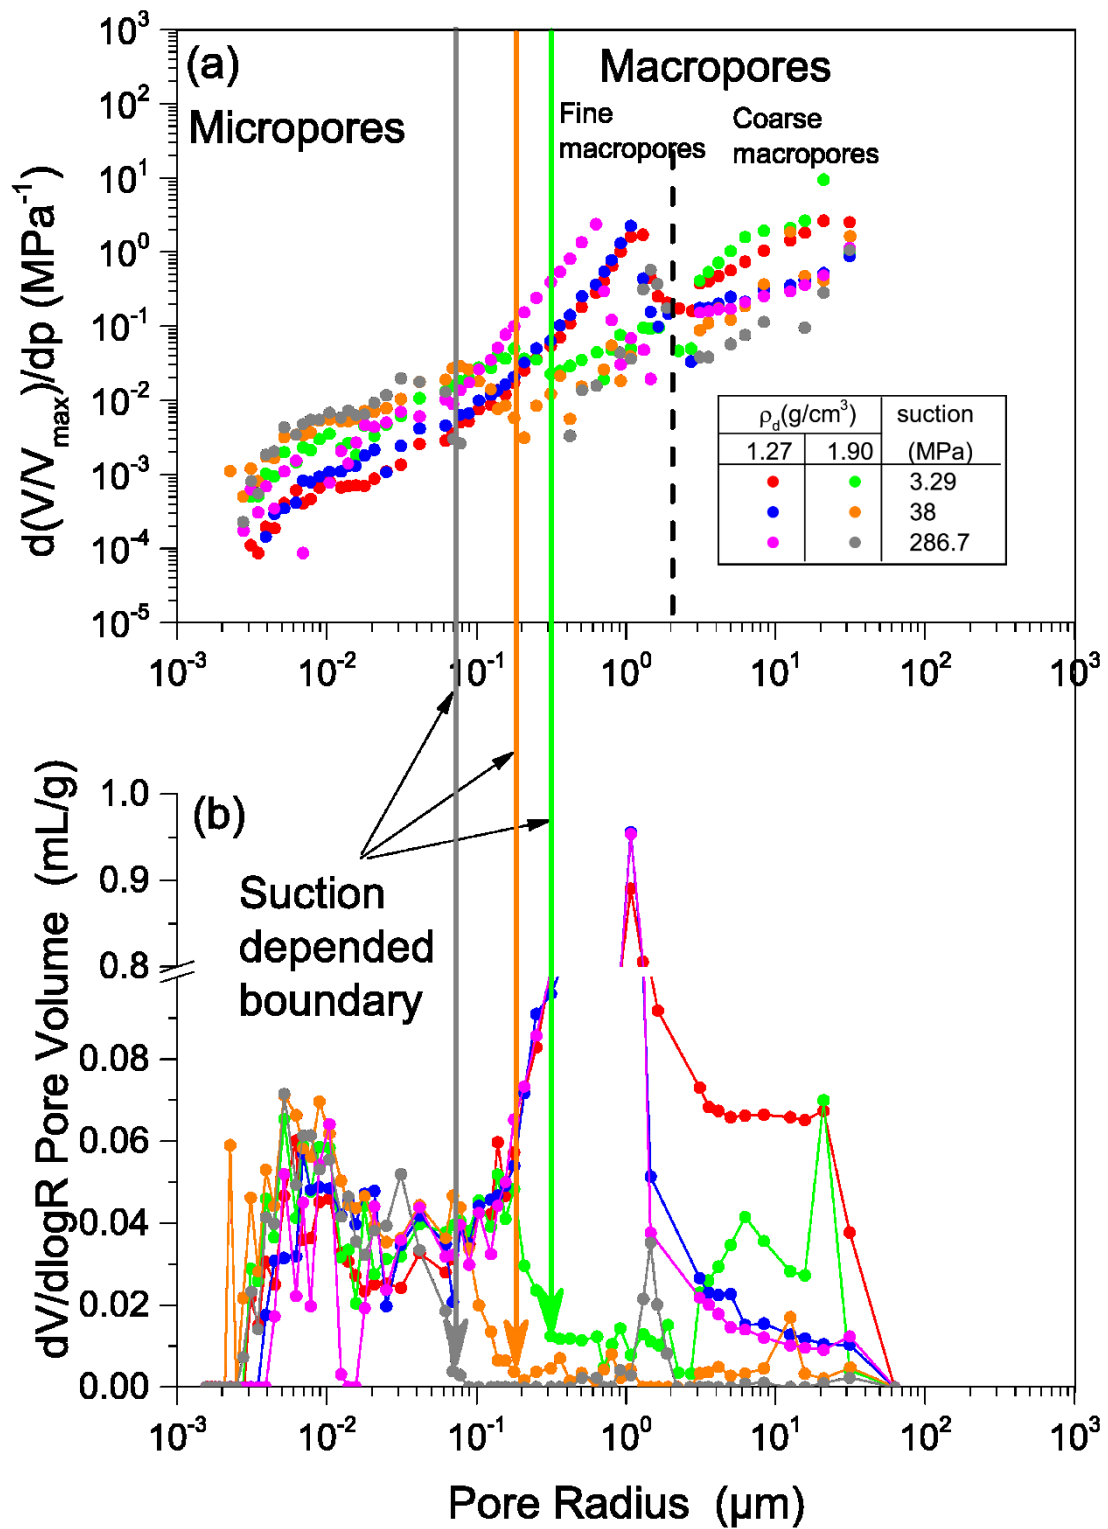 (a)
Macropores
Micropores
Fine
macropores
Coarse
macropores
d(V/V_max)/dp (MPa⁻¹)
10³
10²
10¹
10⁰
10⁻¹
10⁻²
10⁻³
10⁻⁴
10⁻⁵
ρ_d(g/cm³) suction
1.27 1.90 (MPa)
3.29
38
286.7
10⁻³ 10⁻² 10⁻¹ 10⁰ 10¹ 10² 10³
(b)
Suction
depended
boundary
dV/dlogR Pore Volume (mL/g)
1.0
0.9
0.8
0.08
0.06
0.04
0.02
0.00
10⁻³ 10⁻² 10⁻¹ 10⁰ 10¹ 10² 10³
Pore Radius (µm)